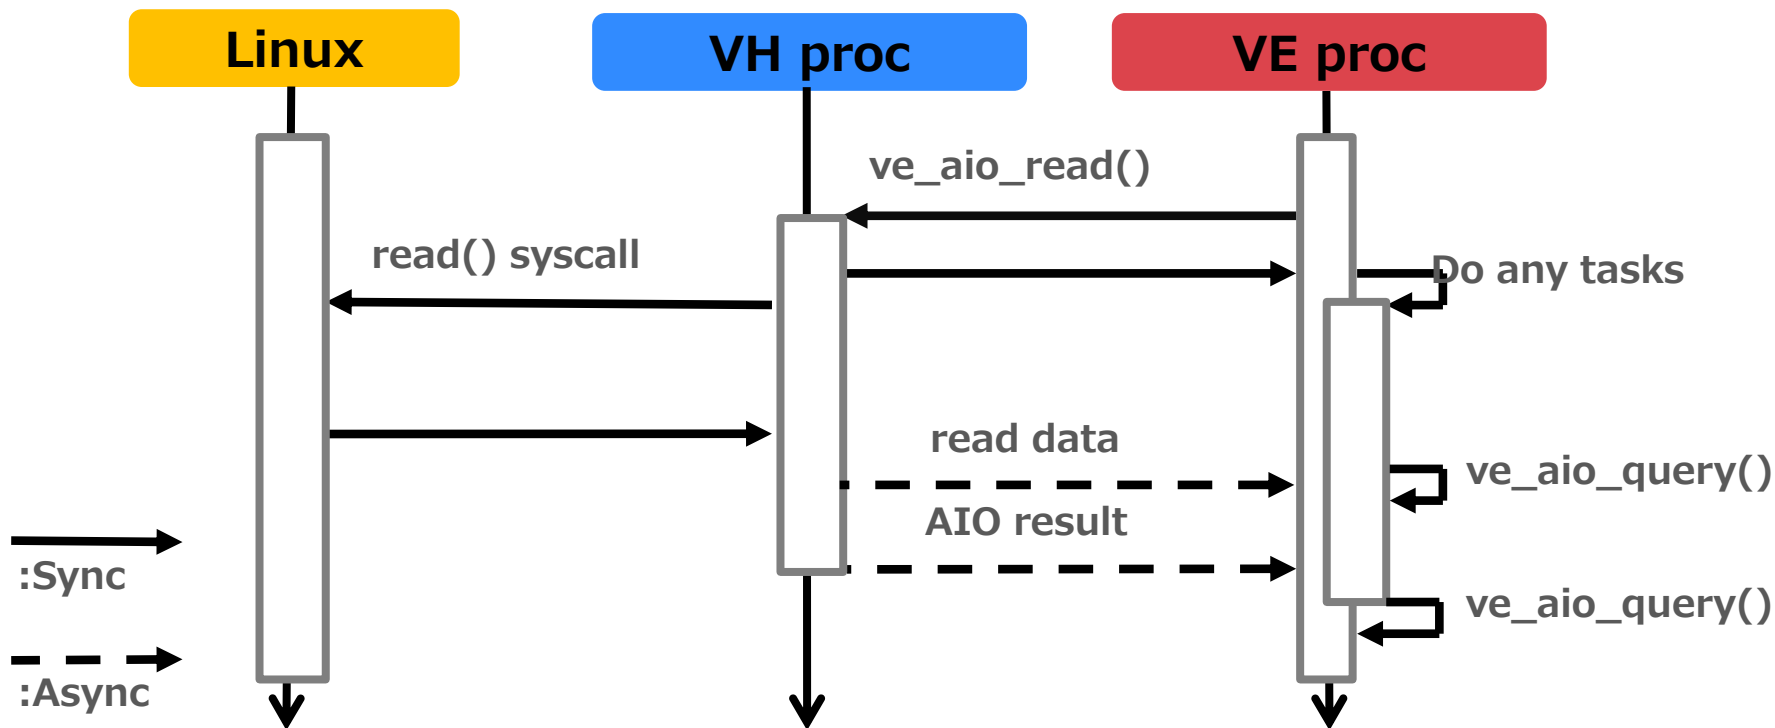 Linux
VH proc
VE proc
ve_aio_read()
read() syscall
Do any tasks
read data
ve_aio_query()
AIO result
:Sync
ve_aio_query()
:Async